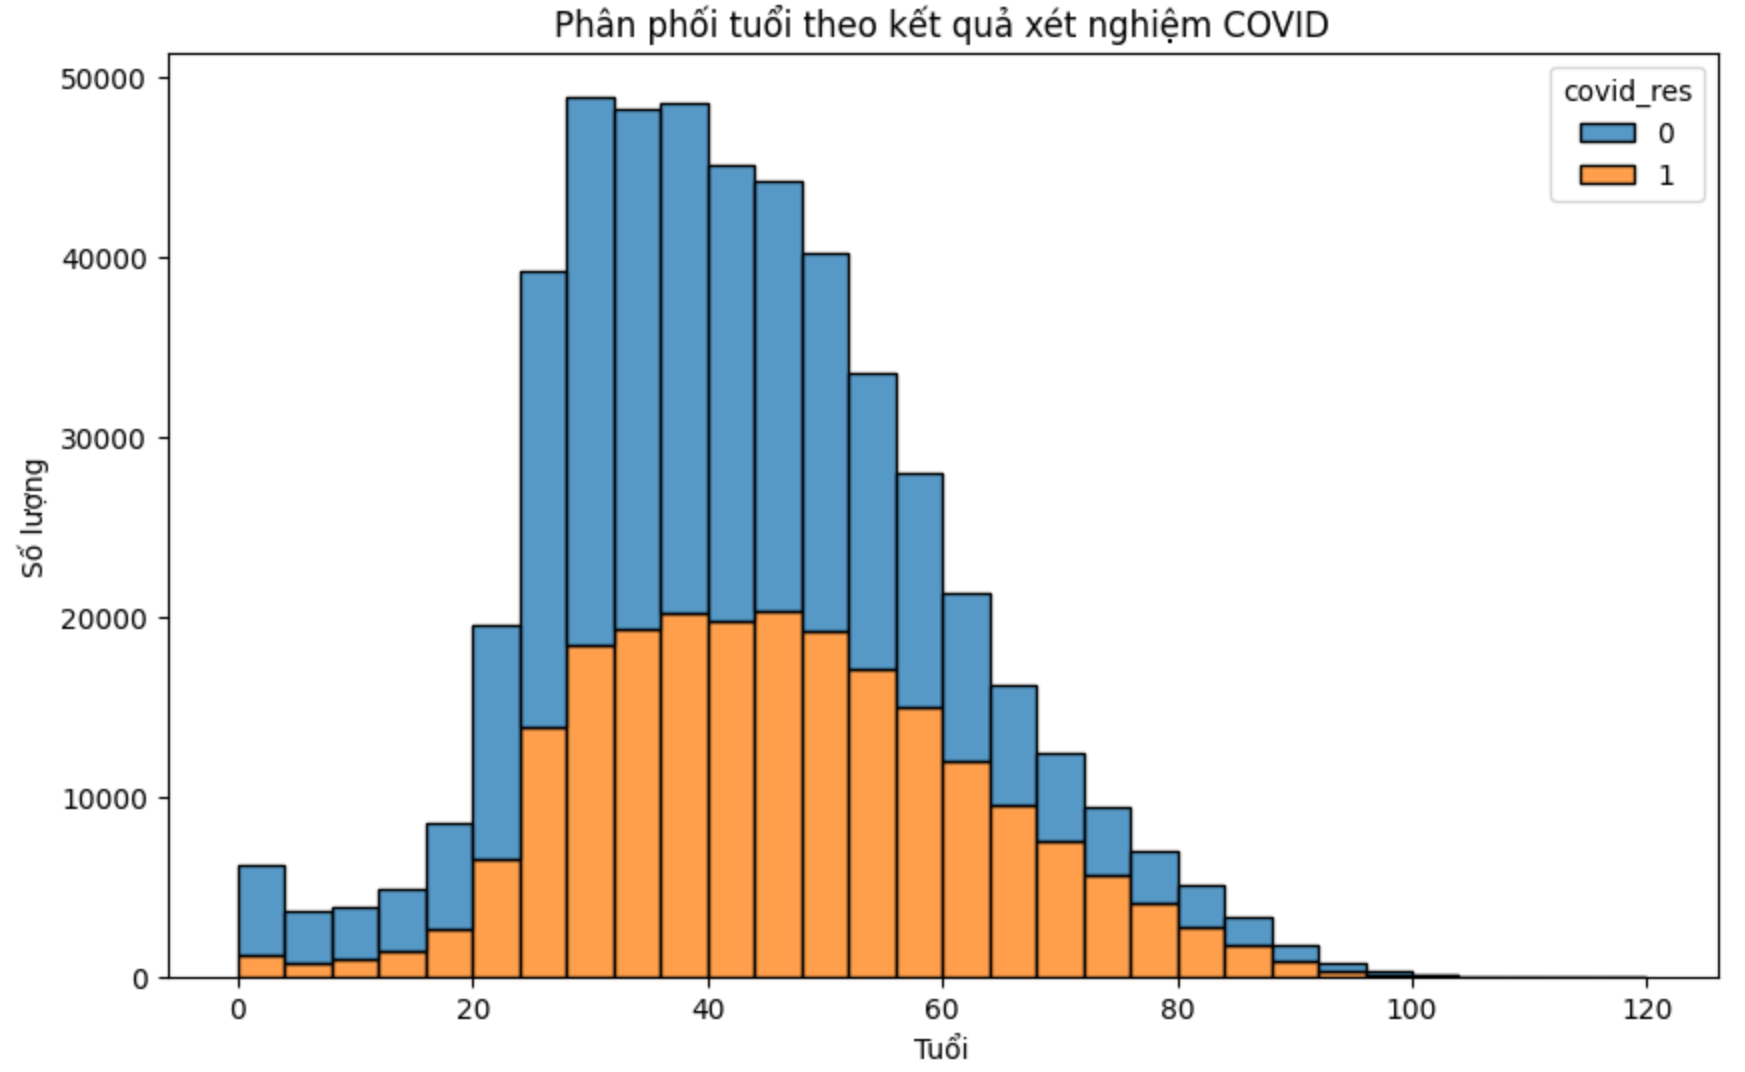 Phân phối tuổi theo kết quả xét nghiệm COVID
covid_res
0
1
Số lượng
50000
40000
30000
20000
10000
0
0 20 40 60 80 100 120
Tuổi